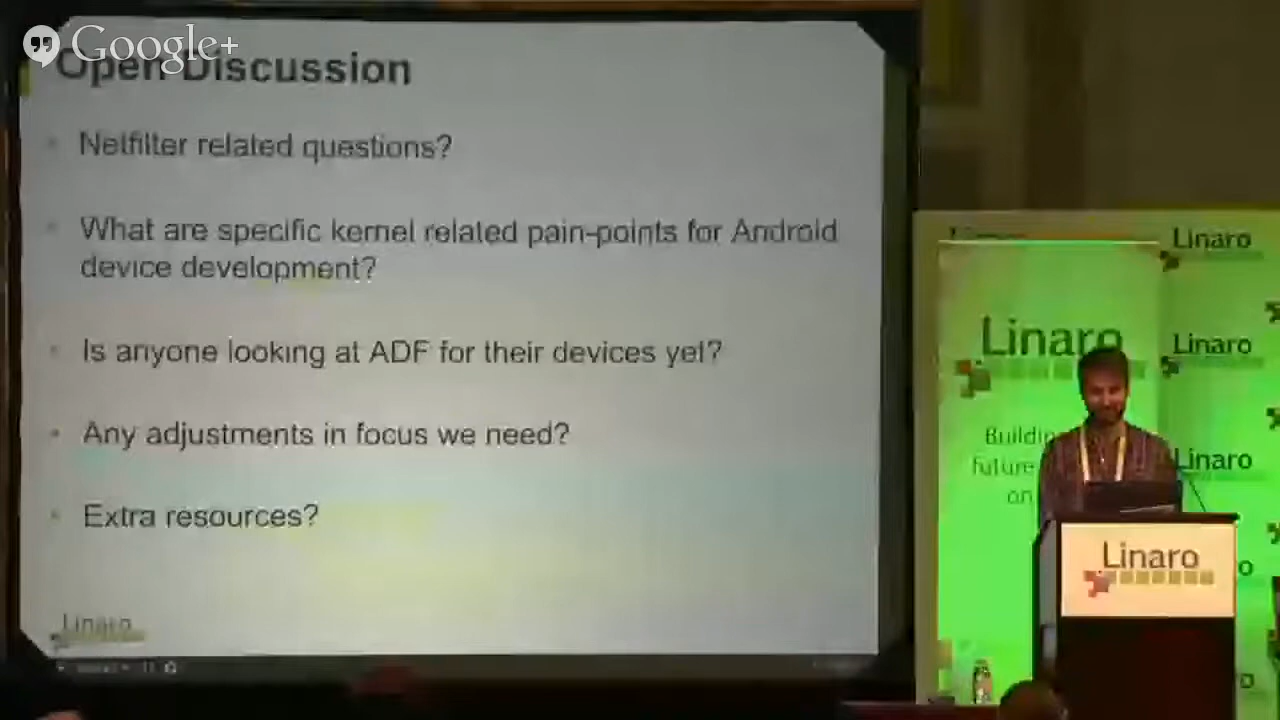 Google+
Open Discussion
Netfilter related questions?
What are specific kernel related pain-points for Android
device development?
Is anyone looking at ADF for their devices yet?
Any adjustments in focus we need?
Extra resources?
Linaro
Linaro
Linaro
Linaro
Linaro
future
on
Linaro
Linaro